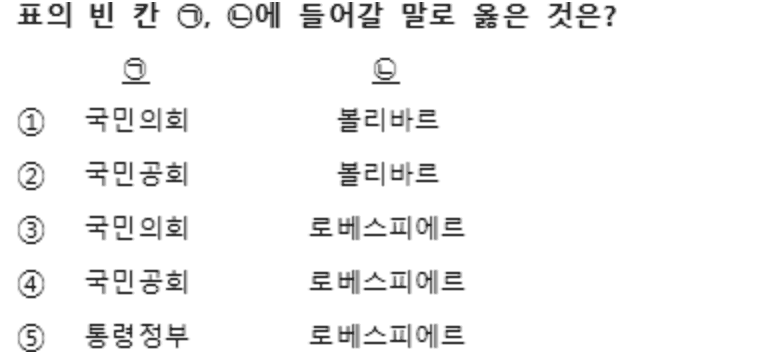 표의 빈 칸 ㉠, ㉡에 들어갈 말로 옳은 것은?
㉠ ㉡
① 국민의회 볼리바르
② 국민공회 볼리바르
③ 국민의회 로베스피에르
④ 국민공회 로베스피에르
⑤ 통령정부 로베스피에르